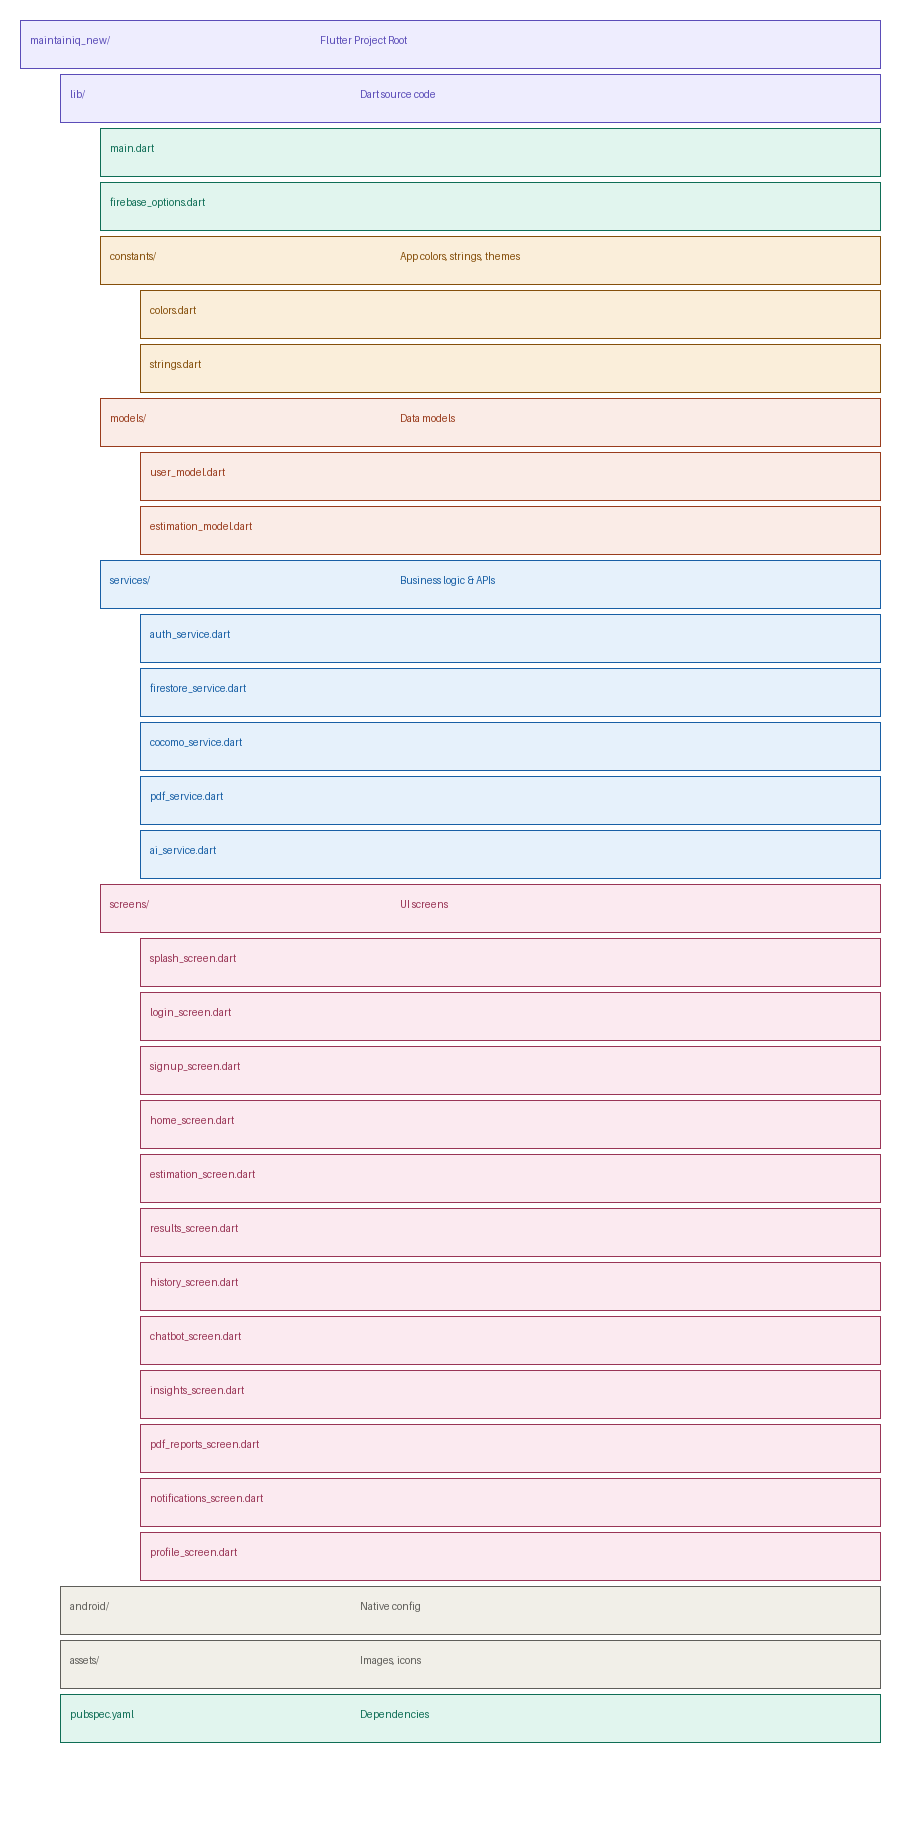 maintainiq_new/ Flutter Project Root
lib/ Dart source code
main.dart
firebase_options.dart
constants/ App colors, strings, themes
colors.dart
strings.dart
models/ Data models
user_model.dart
estimation_model.dart
services/ Business logic & APIs
auth_service.dart
firestore_service.dart
cocomo_service.dart
pdf_service.dart
ai_service.dart
screens/ UI screens
splash_screen.dart
login_screen.dart
signup_screen.dart
home_screen.dart
estimation_screen.dart
results_screen.dart
history_screen.dart
chatbot_screen.dart
insights_screen.dart
pdf_reports_screen.dart
notifications_screen.dart
profile_screen.dart
android/ Native config
assets/ Images, icons
pubspec.yaml Dependencies